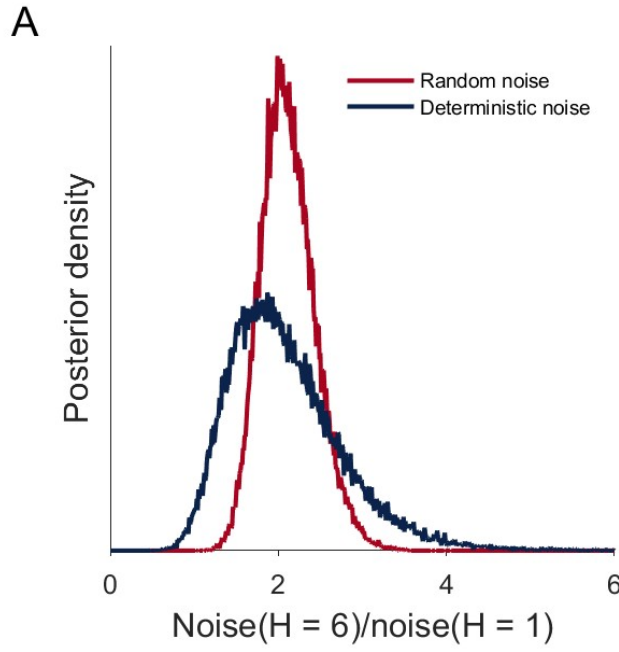 A
Random noise
Deterministic noise
Posterior density
0 2 4 6
Noise(H = 6)/noise(H = 1)